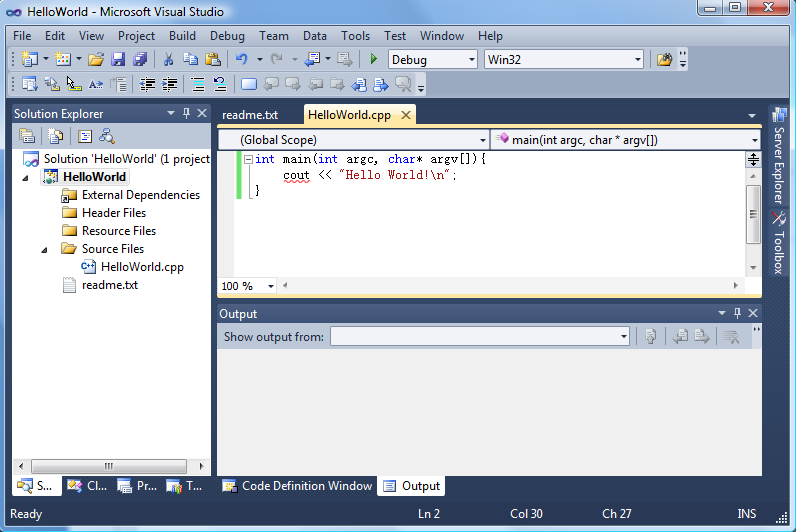 HelloWorld - Microsoft Visual Studio
File Edit View Project Build Debug Team Data Tools Test Window Help
Debug Win32
Solution Explorer
Solution 'HelloWorld' (1 project
HelloWorld
External Dependencies
Header Files
Resource Files
Source Files
HelloWorld.cpp
readme.txt
S... Cl... Pr... T...
readme.txt HelloWorld.cpp
(Global Scope) main(int argc, char * argv[])
int main(int argc, char* argv[]){
cout << "Hello World!\n";
}
100 %
Output
Show output from:
Code Definition Window Output
Server Explorer
Toolbox
Ready Ln 2 Col 30 Ch 27 INS